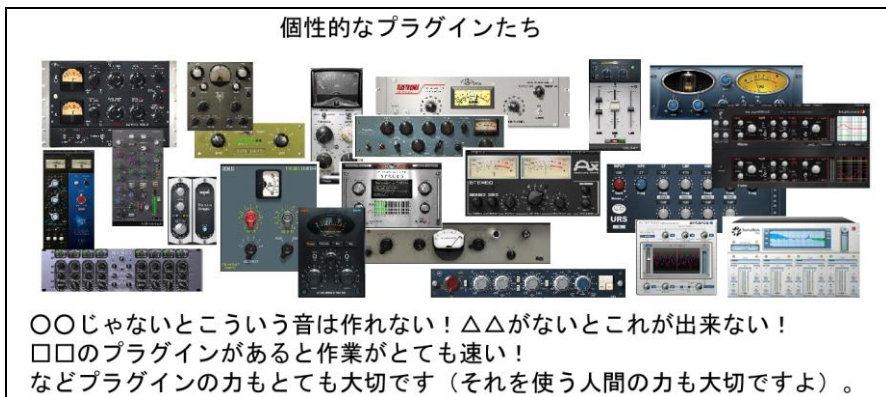 個性的なプラグインたち
URS
〇〇じゃないとこういう音は作れない！△△がないとこれが出来ない！
□□のプラグインがあると作業がとても速い！
などプラグインの力もとても大切です（それを使う人間の力も大切ですよ）。